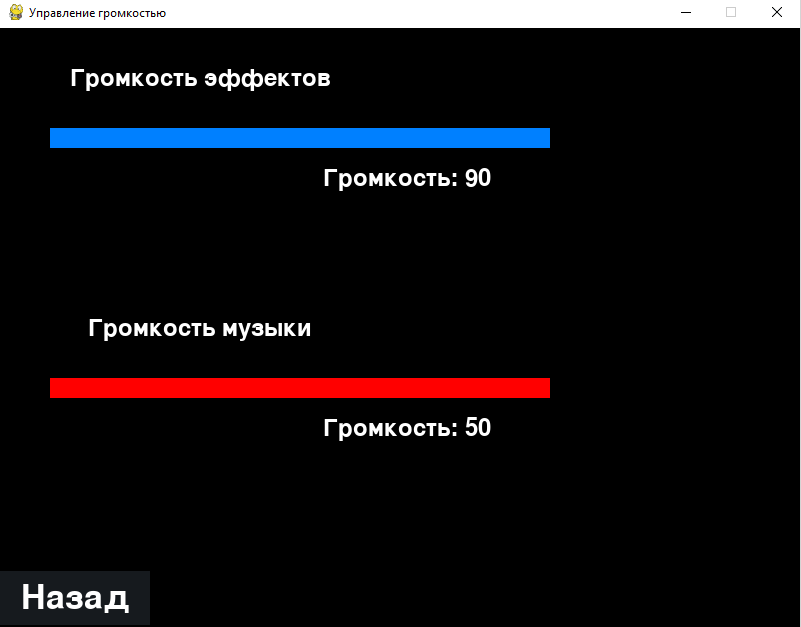 Управление громкостью
Громкость эффектов
Громкость: 90
Громкость музыки
Громкость: 50
Назад